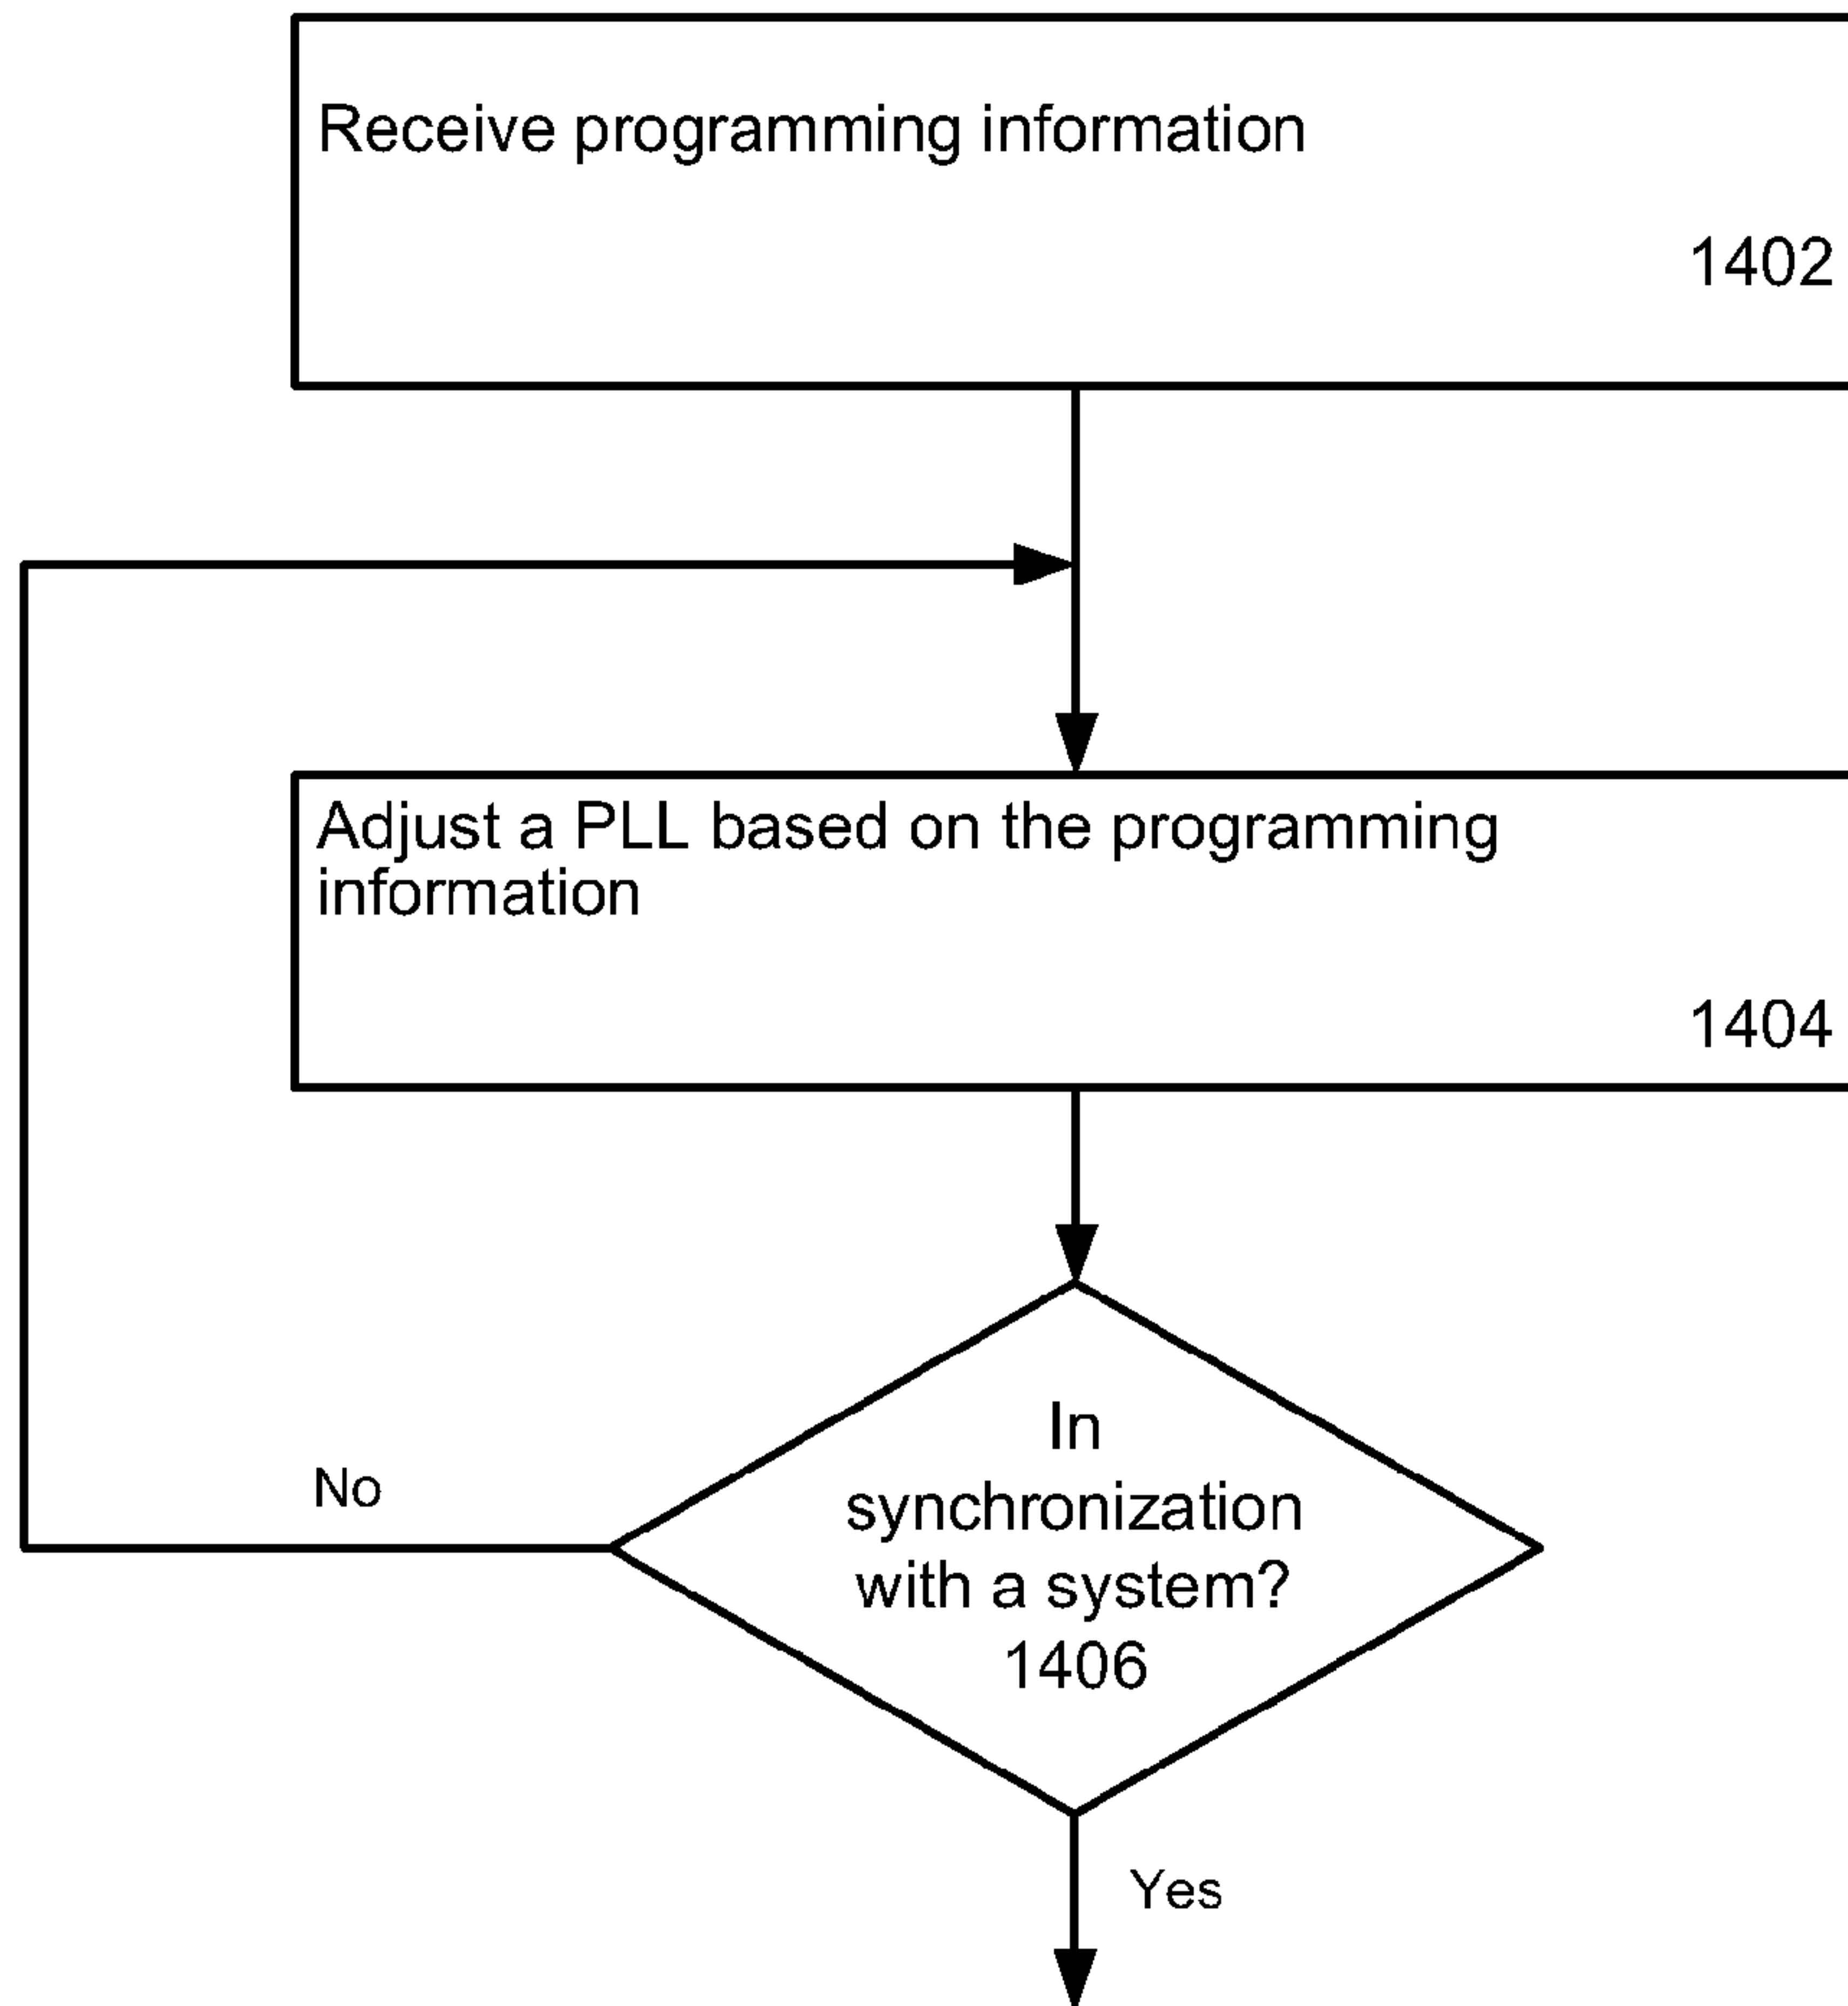 Receive programming information
1402
Adjust a PLL based on the programming
information
1404
In
synchronization
with a system?
1406
No
Yes